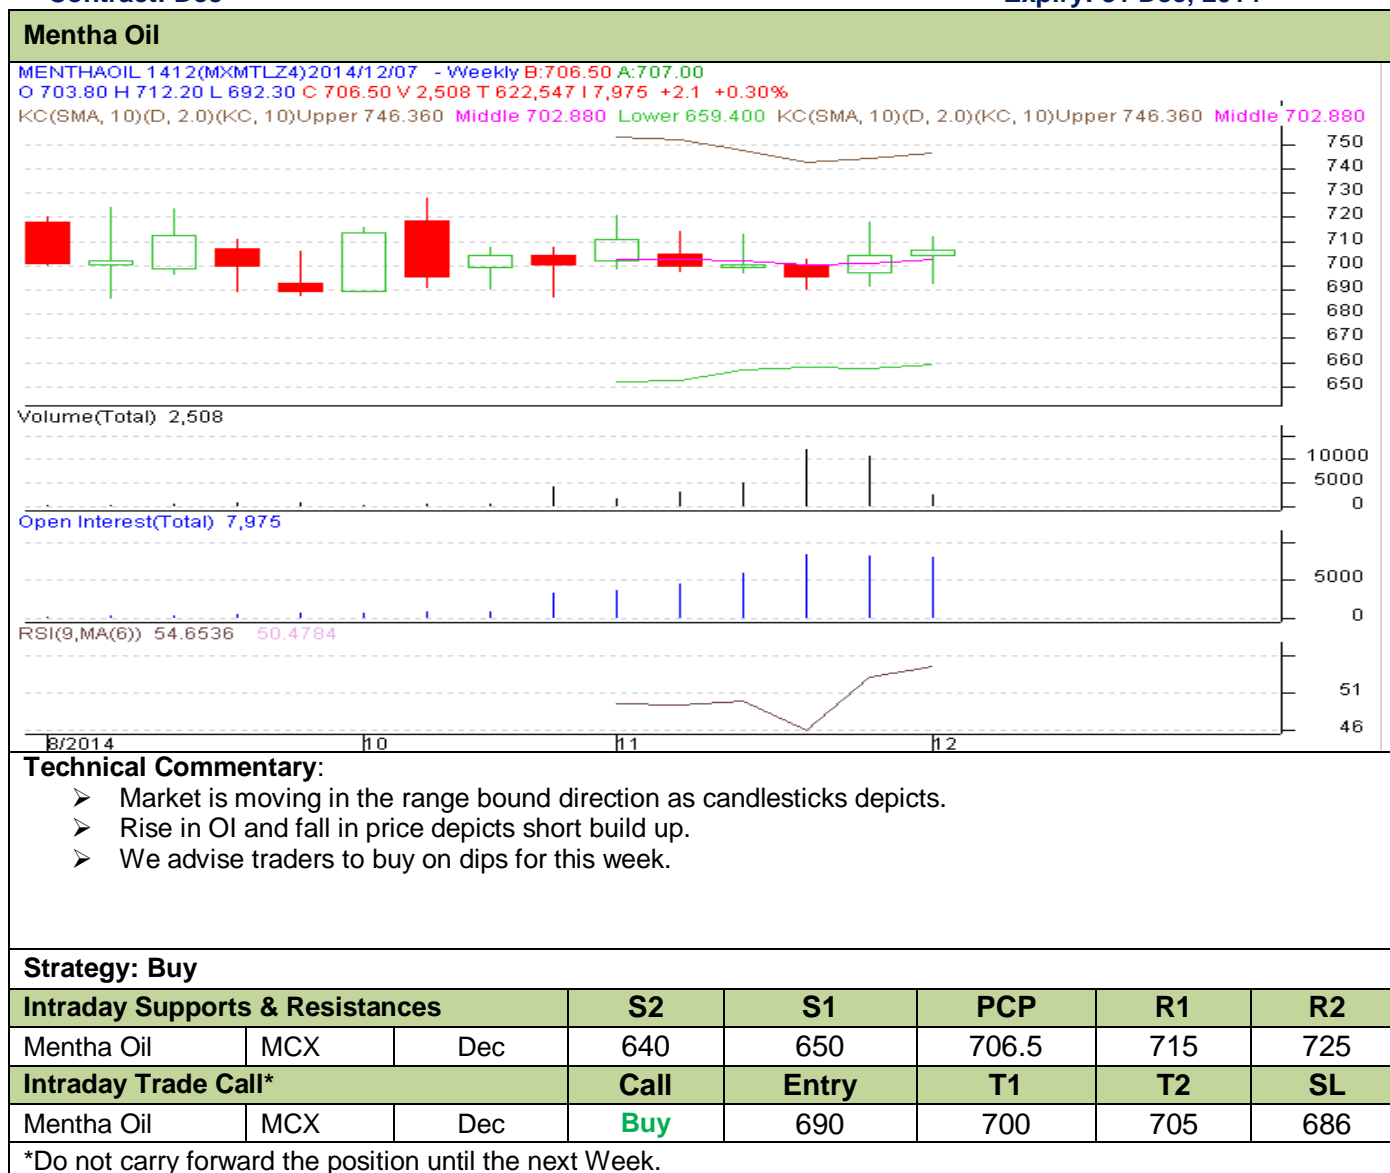 Mentha Oil
MENTHAOIL 1412(MXMTLZ4)2014/12/07 - Weekly B:706.50 A:707.00
O 703.80 H 712.20 L 692.30 C 706.50 V 2,508 T 622,547 I 7,975 +2.1 +0.30%
KC(SMA, 10)(D, 2.0)(KC, 10)Upper 746.360 Middle 702.880 Lower 659.400 KC(SMA, 10)(D, 2.0)(KC, 10)Upper 746.360 Middle 702.880
750
740
730
720
710
700
690
680
670
660
650
Volume(Total) 2,508
10000
5000
0
Open Interest(Total) 7,975
5000
0
RSI(9,MA(6)) 54.6536 50.4784
51
46
8/2014 10 11 12
Technical Commentary:
➢ Market is moving in the range bound direction as candlesticks depicts.
➢ Rise in OI and fall in price depicts short build up.
➢ We advise traders to buy on dips for this week.
Strategy: Buy
Intraday Supports & Resistances S2 S1 PCP R1 R2
Mentha Oil MCX Dec 640 650 706.5 715 725
Intraday Trade Call* Call Entry T1 T2 SL
Mentha Oil MCX Dec Buy 690 700 705 686
*Do not carry forward the position until the next Week.